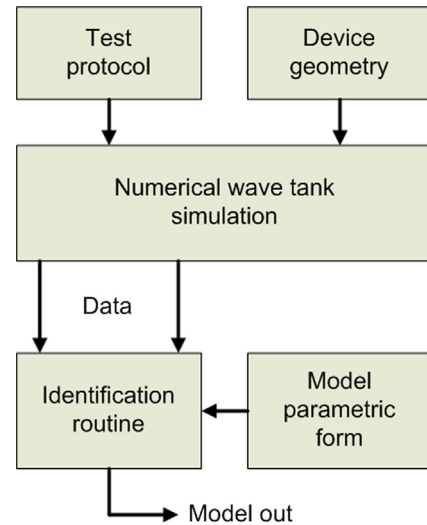 Test
protocol
Device
geometry
Numerical wave tank
simulation
Data
Identification
routine
Model
parametric
form
Model out